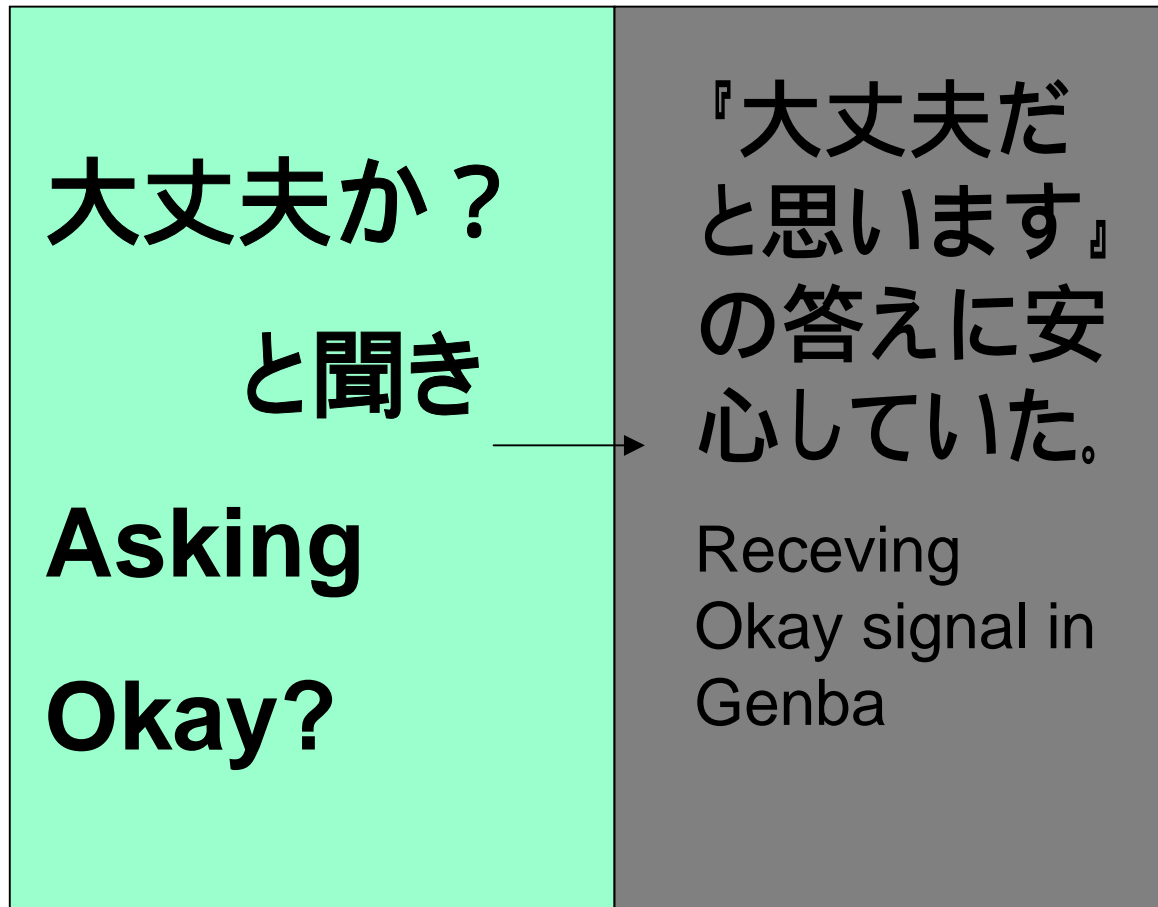 大丈夫か？
と聞き
Asking
Okay?
『大丈夫だ
と思います』
の答えに安
心していた。
Receving
Okay signal in
Genba